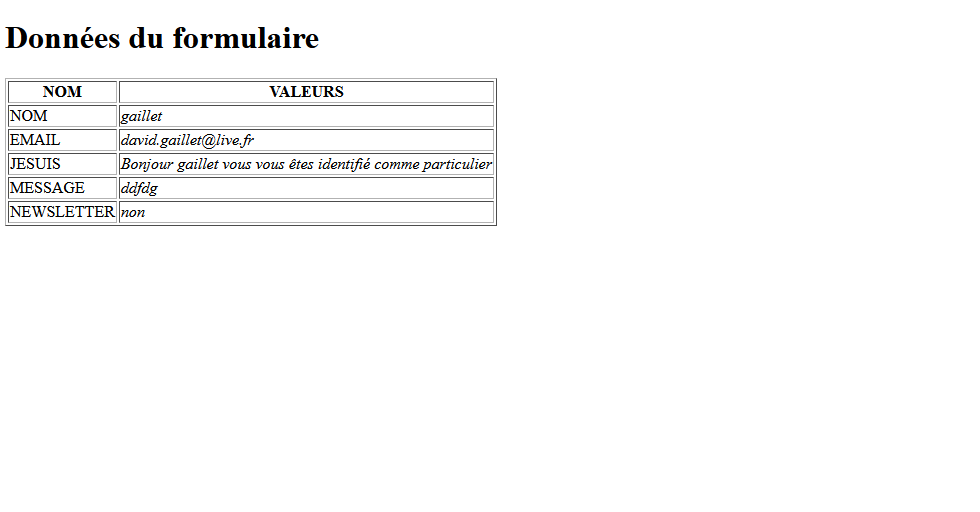 Données du formulaire
NOM VALEURS
NOM gaillet
EMAIL david.gaillet@live.fr
JESUIS Bonjour gaillet vous vous êtes identifié comme particulier
MESSAGE ddfdg
NEWSLETTER non